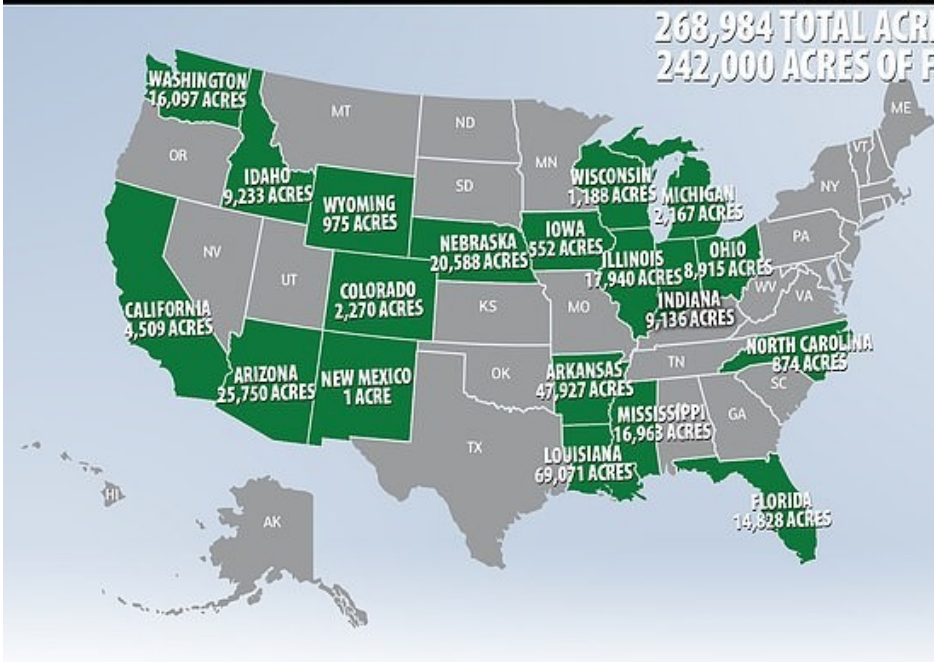 268,984 TOTAL ACR
242,000 ACRES OF F
WASHINGTON
16,097 ACRES
MT
ND
ME
OR
IDAHO
9,233 ACRES
MN
WISCONSIN
1,188 ACRES
VT
SD
MICHIGAN
2,167 ACRES
NY
WYOMING
975 ACRES
NEBRASKA
20,588 ACRES
IOWA
552 ACRES
PA
NV
UT
ILLINOIS
17,940 ACRES
OHIO
8,915 ACRES
COLORADO
2,270 ACRES
INDIANA
9,136 ACRES
WV
VA
CALIFORNIA
4,509 ACRES
KS
MO
NORTH CAROLINA
874 ACRES
ARIZONA
25,750 ACRES
NEW MEXICO
1 ACRE
OK
ARKANSAS
47,927 ACRES
TN
SC
MISSISSIPPI
16,963 ACRES
GA
TX
LOUISIANA
69,071 ACRES
FLORIDA
14,828 ACRES
HI
AK